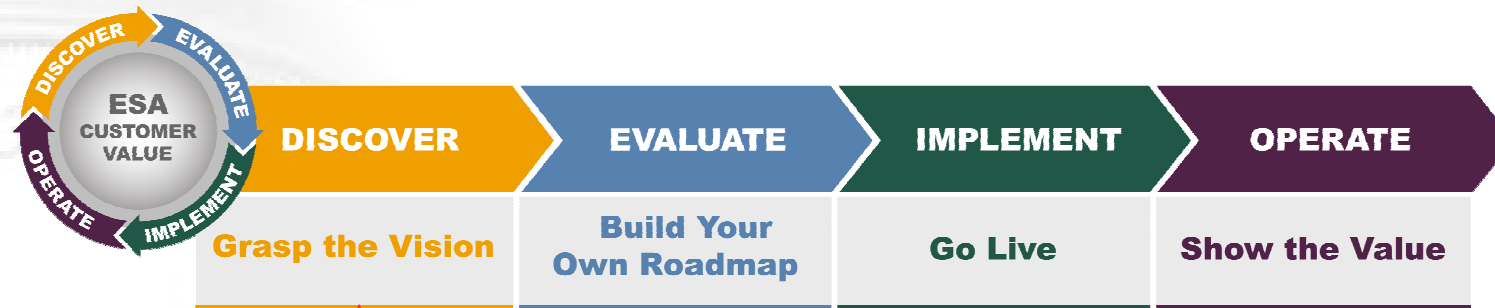 DISCOVER
EVALUATE
IMPLEMENT
OPERATE
ESA
CUSTOMER
VALUE
DISCOVER
EVALUATE
IMPLEMENT
OPERATE
Grasp the Vision
Build Your
Own Roadmap
Go Live
Show the Value